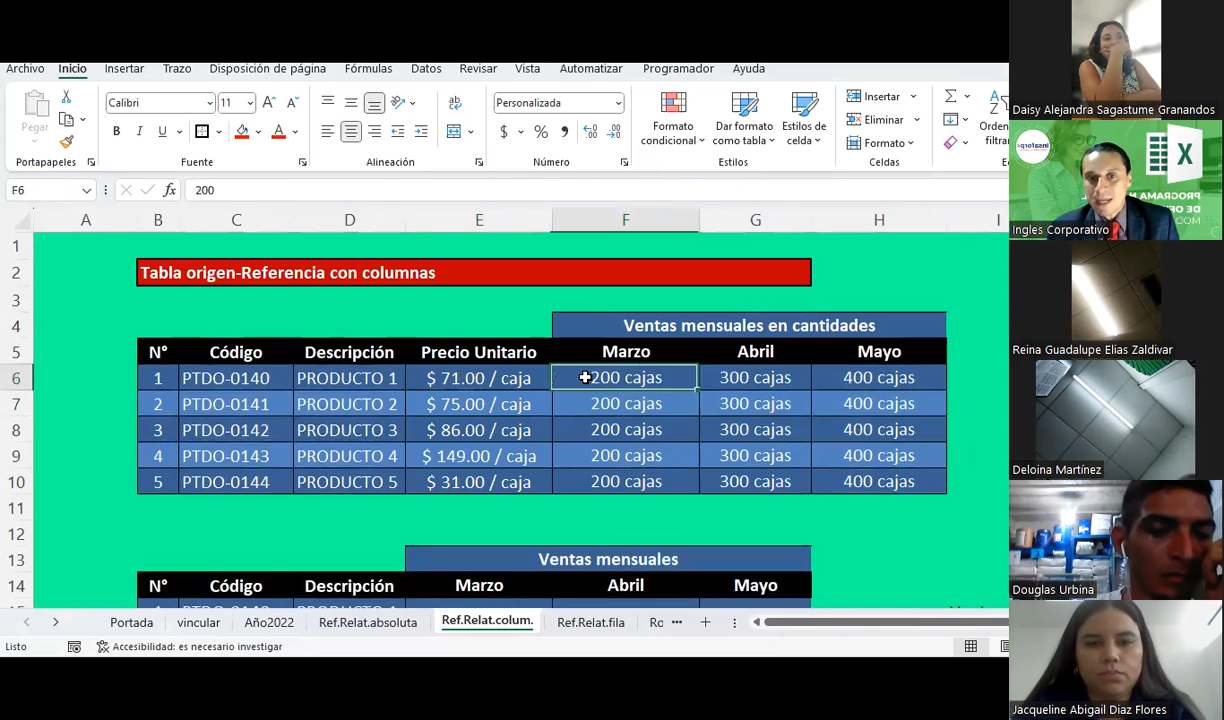 Archivo Inicio Insertar Trazo Disposición de página Fórmulas Datos Revisar Vista Automatizar Programador Ayuda
Pegar
Calibri 11
N K S
Personalizada
$ %
Formato condicional
Dar formato como tabla
Estilos de celda
Insertar
Eliminar
Formato
Portapapeles Fuente Alineación Número Estilos Celdas
F6 fx 200
A B C D E F G H I
1
2 Tabla origen-Referencia con columnas
3
4 Ventas mensuales en cantidades
5 N° Código Descripción Precio Unitario Marzo Abril Mayo
6 1 PTDO-0140 PRODUCTO 1 $ 71.00 / caja 200 cajas 300 cajas 400 cajas
7 2 PTDO-0141 PRODUCTO 2 $ 75.00 / caja 200 cajas 300 cajas 400 cajas
8 3 PTDO-0142 PRODUCTO 3 $ 86.00 / caja 200 cajas 300 cajas 400 cajas
9 4 PTDO-0143 PRODUCTO 4 $ 149.00 / caja 200 cajas 300 cajas 400 cajas
10 5 PTDO-0144 PRODUCTO 5 $ 31.00 / caja 200 cajas 300 cajas 400 cajas
11
12
13 Ventas mensuales
14 N° Código Descripción Marzo Abril Mayo
Portada vincular Año2022 Ref.Relat.absoluta Ref.Relat.colum. Ref.Relat.fila
Listo Accesibilidad: es necesario investigar
Daisy Alejandra Sagastume Granandos
insaforp
X
PROGRAMA
DE
Ingles Corporativo
Reina Guadalupe Elias Zaldivar
Deloina Martínez
Douglas Urbina
Jacqueline Abigail Diaz Flores